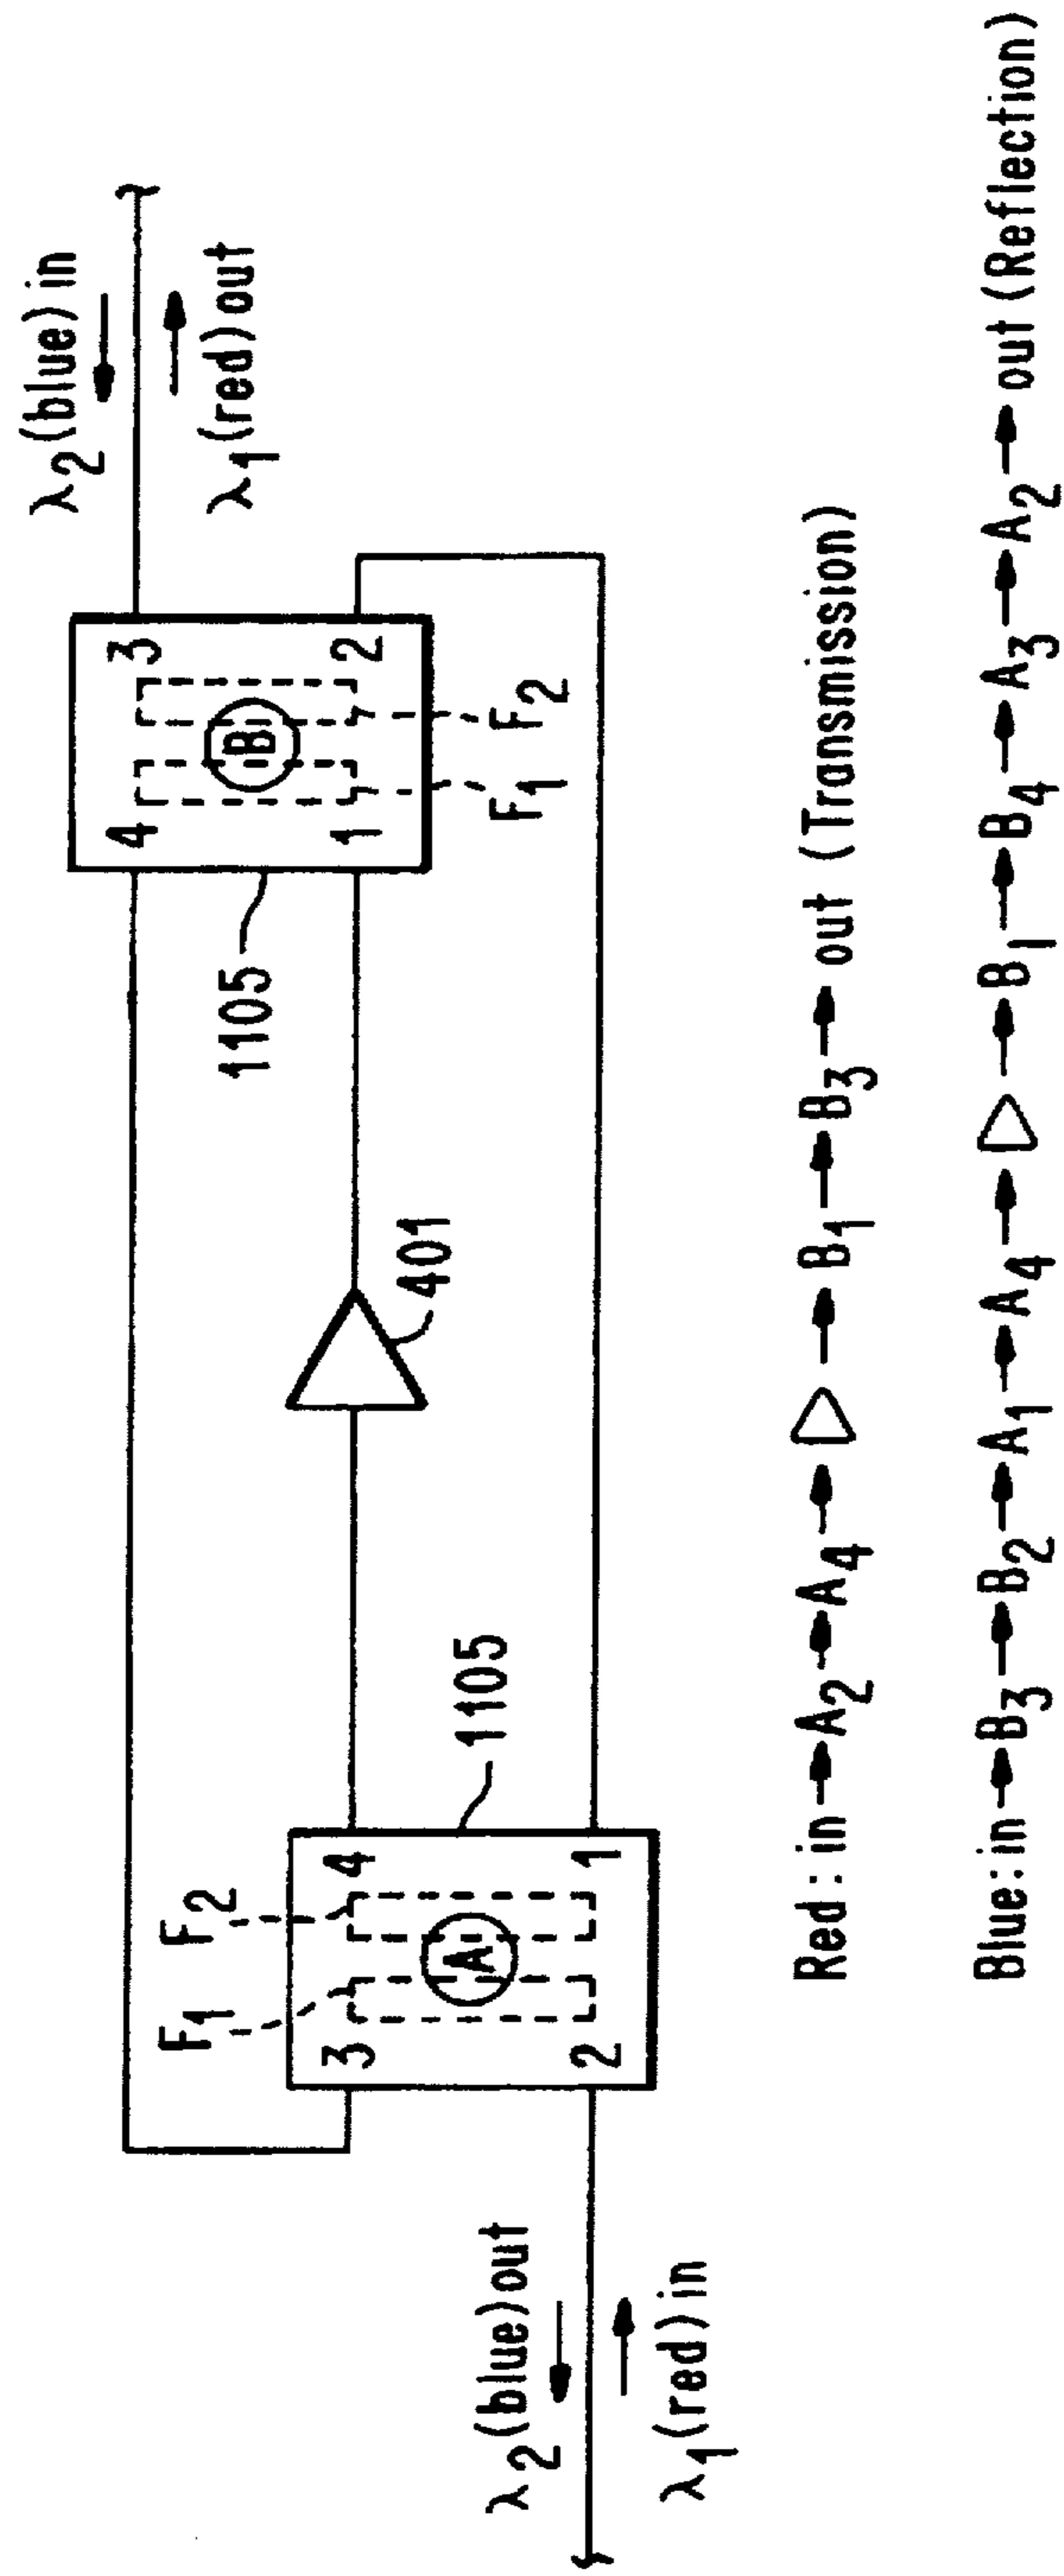 λ2(blue) in
λ1(red) out
4 3
B
1 2
F1 F2
1105
401
F1 F2
3 4
A
2 1
1105
λ2(blue) out
λ1(red) in
Red: in→A2→A4→▷→B1→B3→out (Transmission)
Blue: in→B3→B2→A1→A4→▷→B1→B4→A3→A2→out (Reflection)